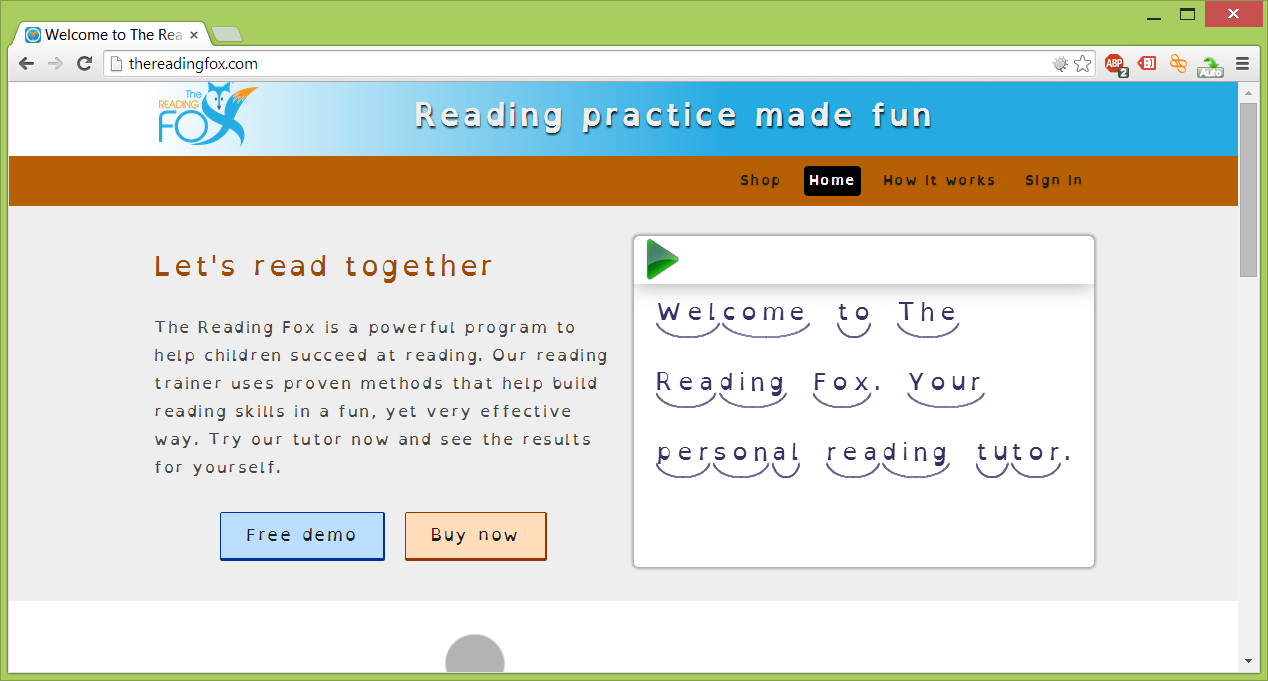 Welcome to The Rea
thereadingfox.com
ABP
2
Auto
The
READING
FOX
Reading practice made fun
Shop
Home
How it works
Sign in
Let's read together
The Reading Fox is a powerful program to
help children succeed at reading. Our reading
trainer uses proven methods that help build
reading skills in a fun, yet very effective
way. Try our tutor now and see the results
for yourself.
Free demo
Buy now
Welcome to The
Reading Fox. Your
personal reading tutor.